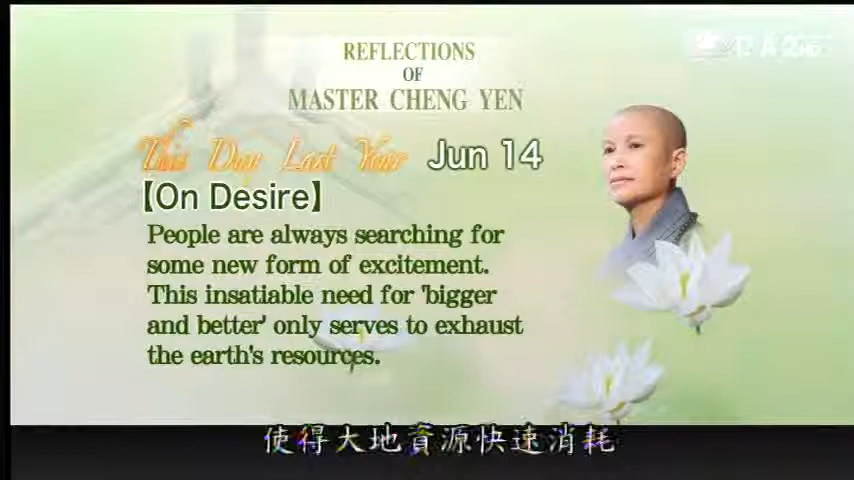 REFLECTIONS
OF
MASTER CHENG YEN
This Day Last Year Jun 14
【On Desire】
People are always searching for
some new form of excitement.
This insatiable need for 'bigger
and better' only serves to exhaust
the earth's resources.
使得大地資源快速消耗